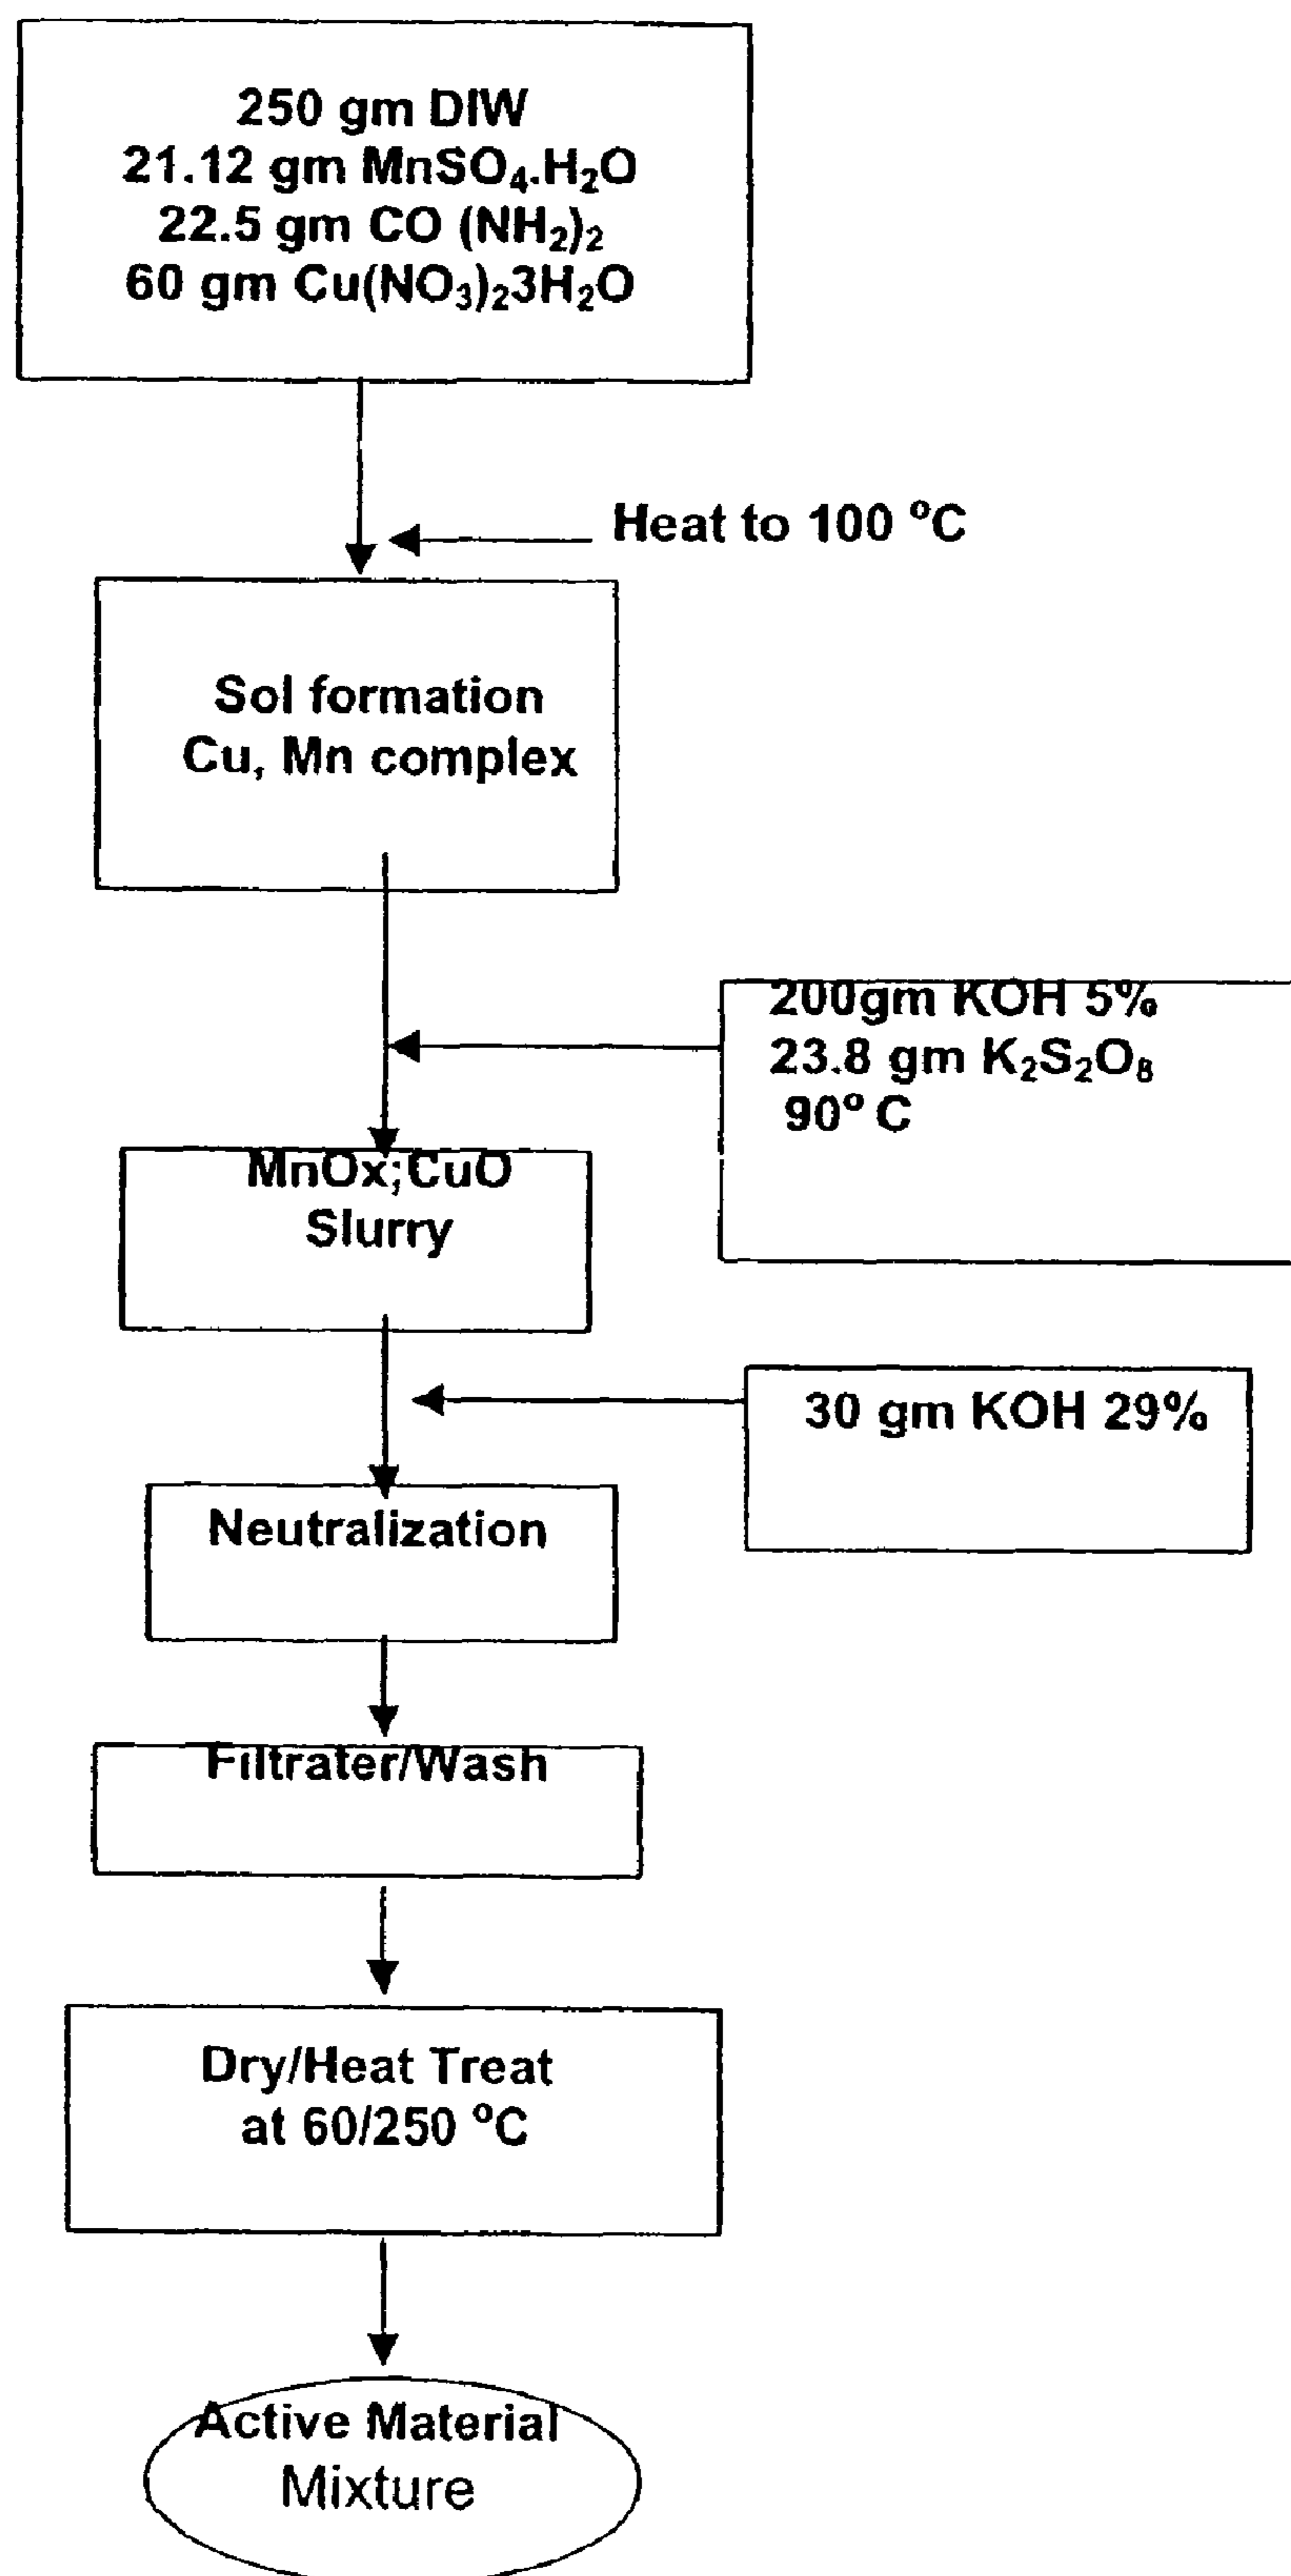 250 gm DIW
21.12 gm MnSO₄.H₂O
22.5 gm CO (NH₂)₂
60 gm Cu(NO₃)₂3H₂O
Heat to 100 °C
Sol formation
Cu, Mn complex
200gm KOH 5%
23.8 gm K₂S₂O₈
90° C
MnOx;CuO
Slurry
30 gm KOH 29%
Neutralization
Filtrater/Wash
Dry/Heat Treat
at 60/250 °C
Active Material
Mixture